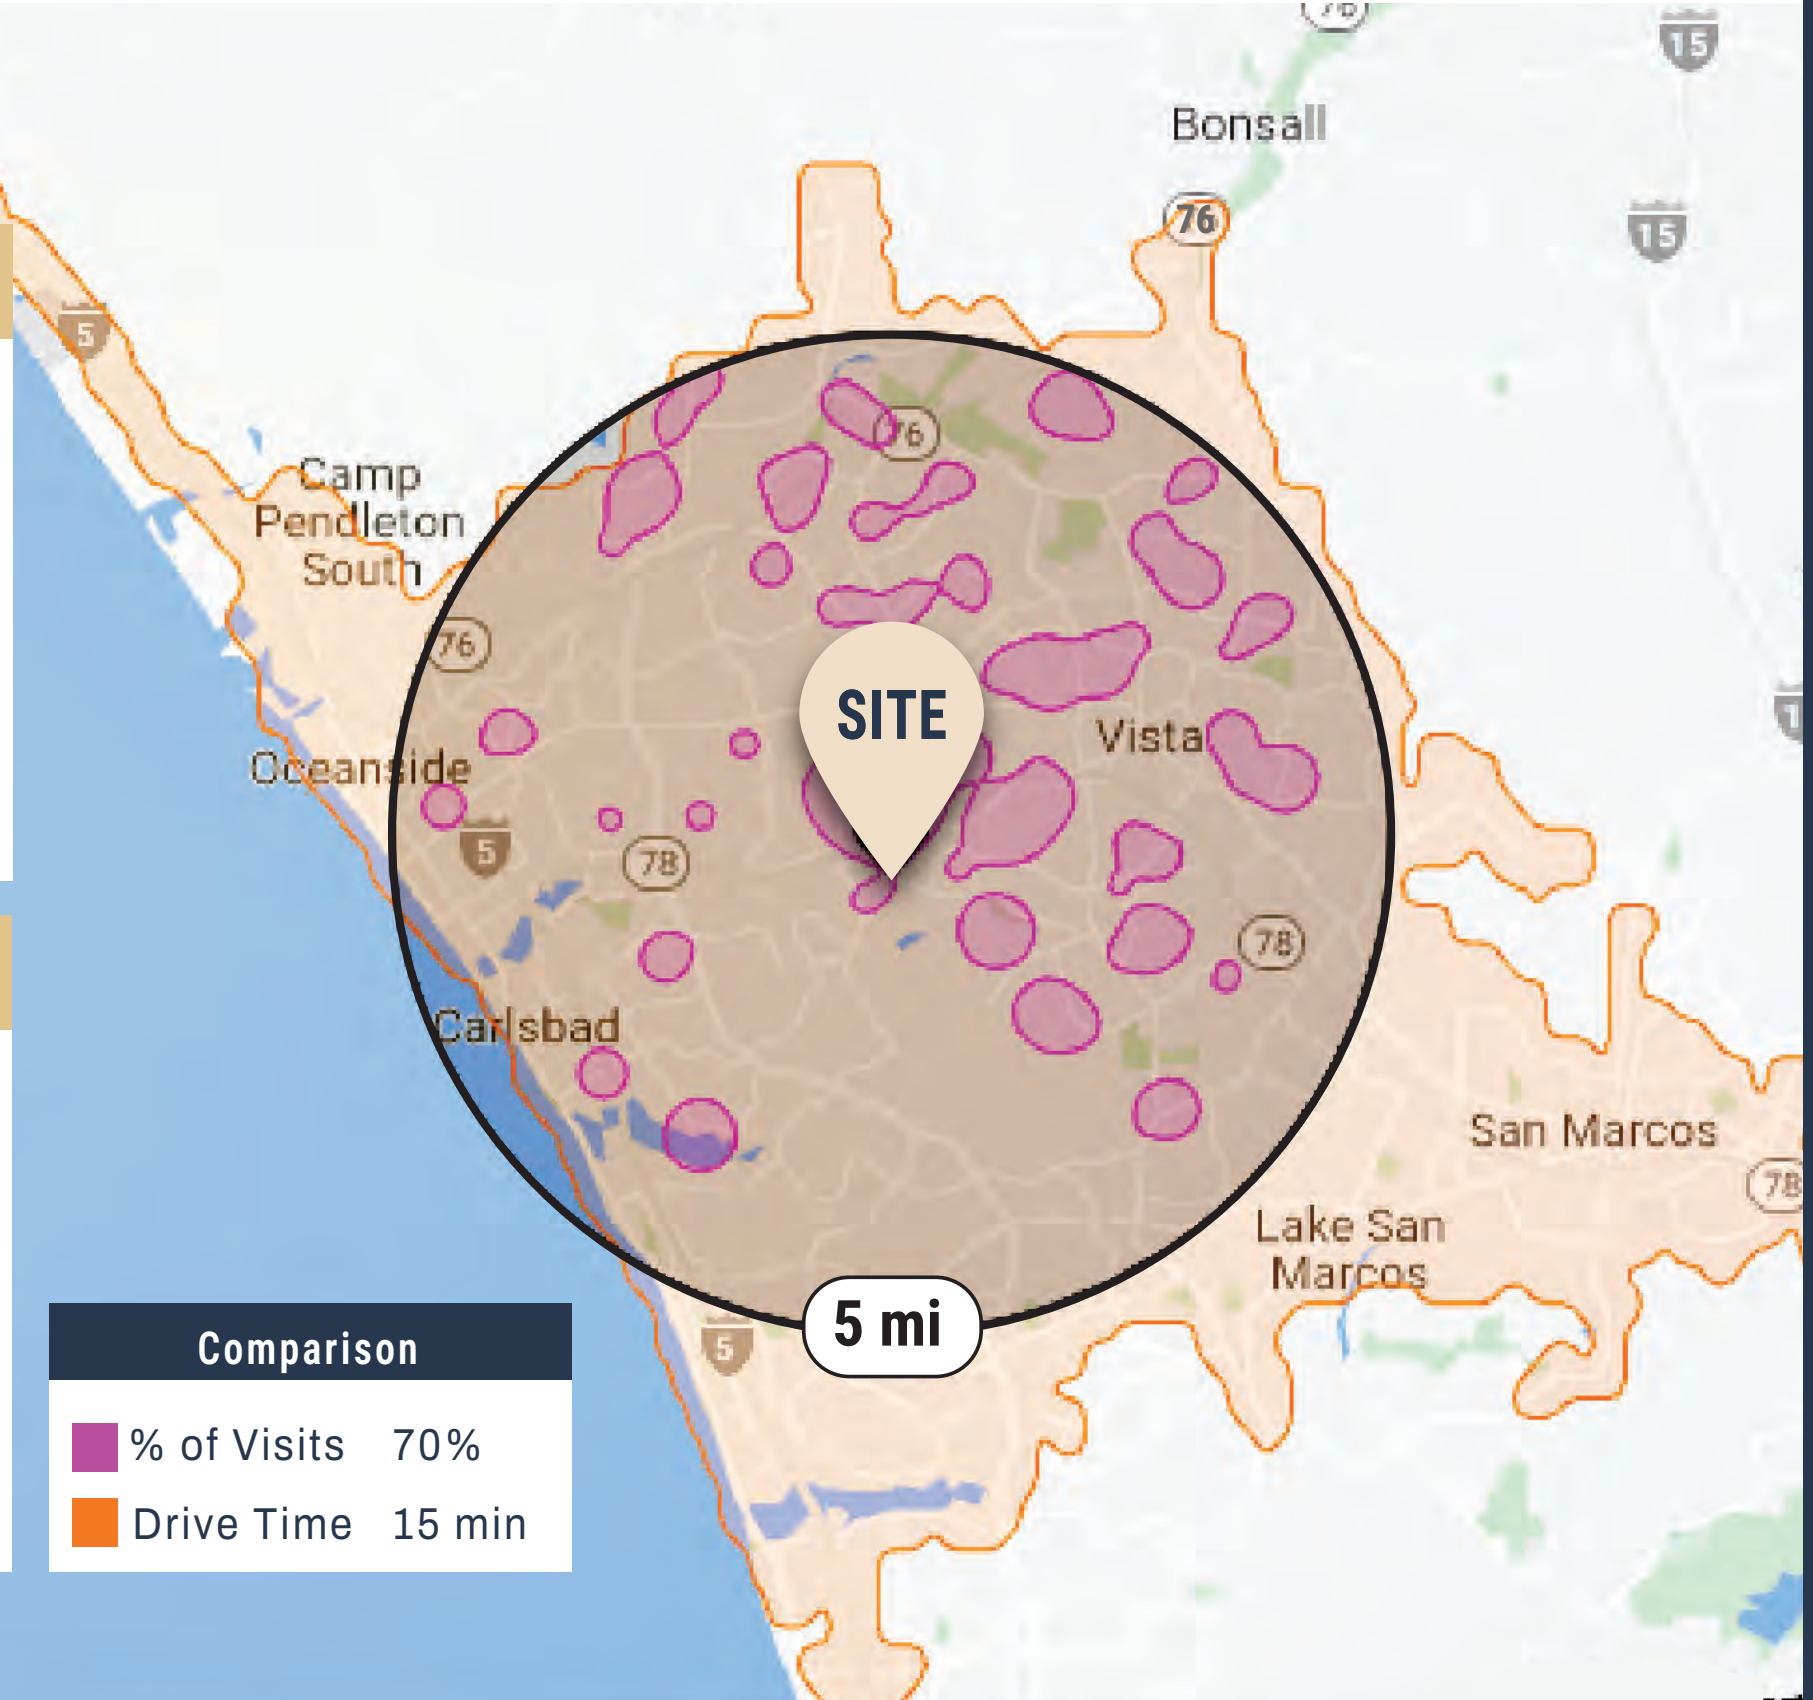 76
15
Bonsall
76
15
5
76
Camp
Pendleton
South
76
SITE
Vista
Oceanside
5
78
78
Carlsbad
San Marcos
78
Lake San
Marcos
5 mi
5
Comparison
% of Visits 70%
Drive Time 15 min